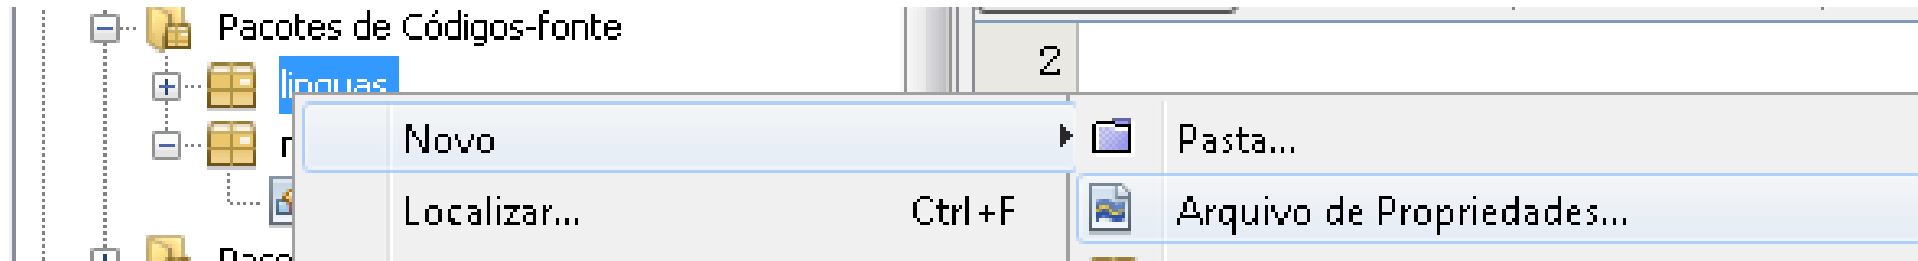 Pacotes de Códigos-fonte
2
linguas
Novo
Pasta...
Localizar... Ctrl+F
Arquivo de Propriedades...